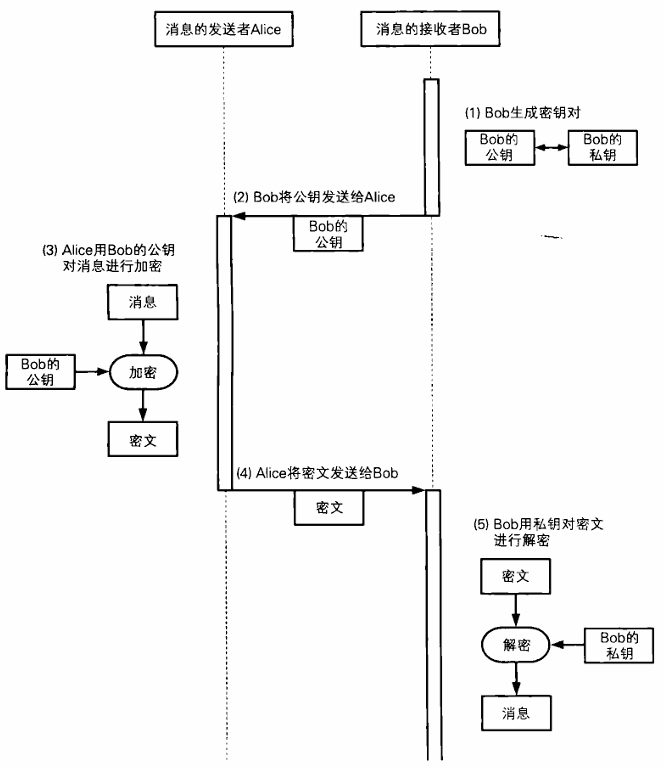 消息的发送者Alice
消息的接收者Bob
(1) Bob生成密钥对
Bob的
公钥
Bob的
私钥
(2) Bob将公钥发送给Alice
Bob的
公钥
(3) Alice用Bob的公钥
对消息进行加密
消息
Bob的
公钥
加密
密文
(4) Alice将密文发送给Bob
密文
(5) Bob用私钥对密文
进行解密
密文
解密
Bob的
私钥
消息